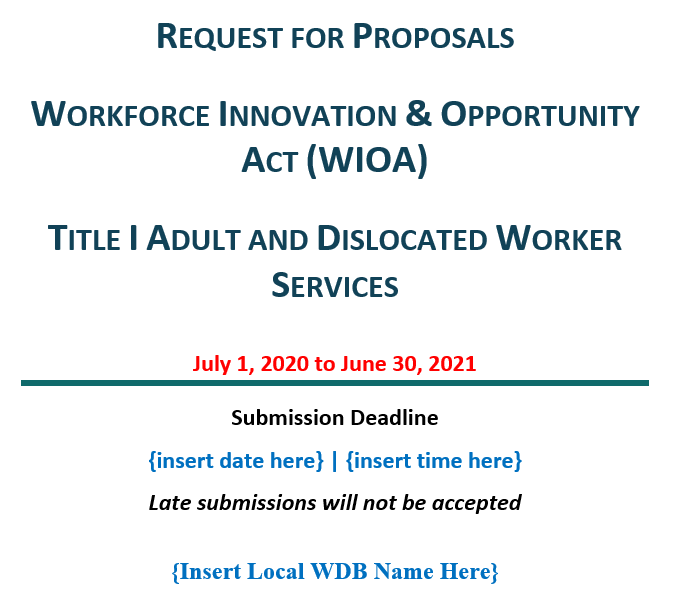 Request for Proposals
Workforce Innovation & Opportunity
Act (WIOA)
Title I Adult and Dislocated Worker
Services
July 1, 2020 to June 30, 2021
Submission Deadline
{insert date here} | {insert time here}
Late submissions will not be accepted
{Insert Local WDB Name Here}